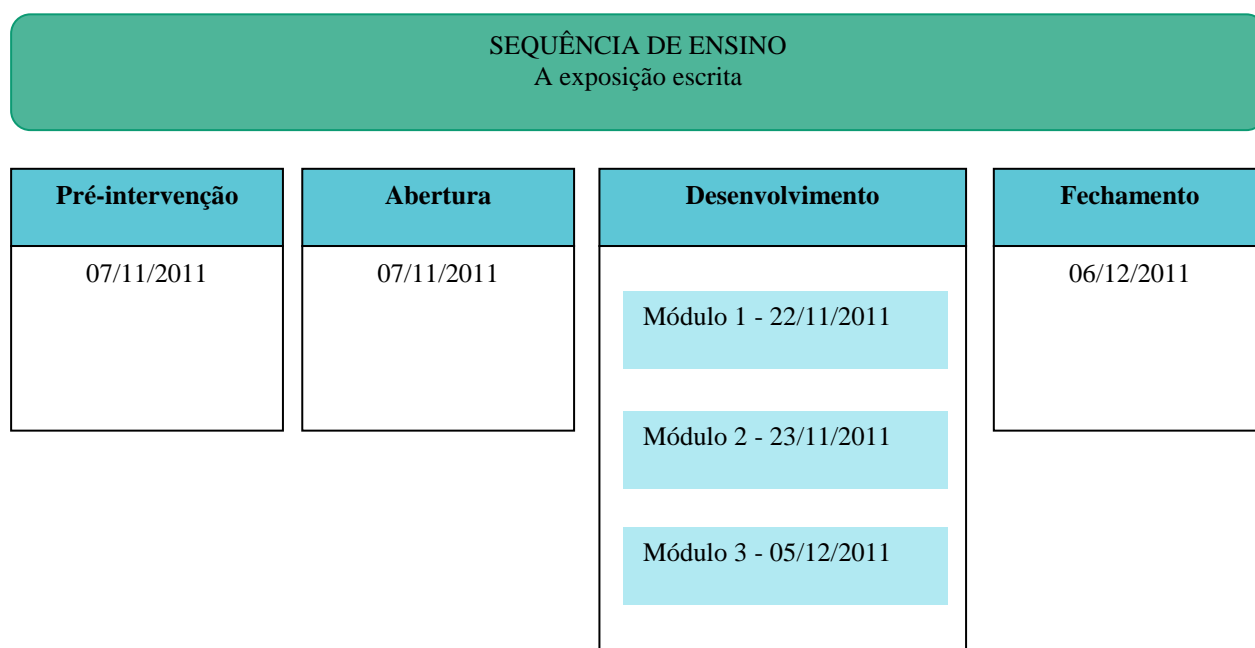 SEQUÊNCIA DE ENSINO
A exposição escrita
Pré-intervenção
07/11/2011
Abertura
07/11/2011
Desenvolvimento
Módulo 1 - 22/11/2011
Módulo 2 - 23/11/2011
Módulo 3 - 05/12/2011
Fechamento
06/12/2011